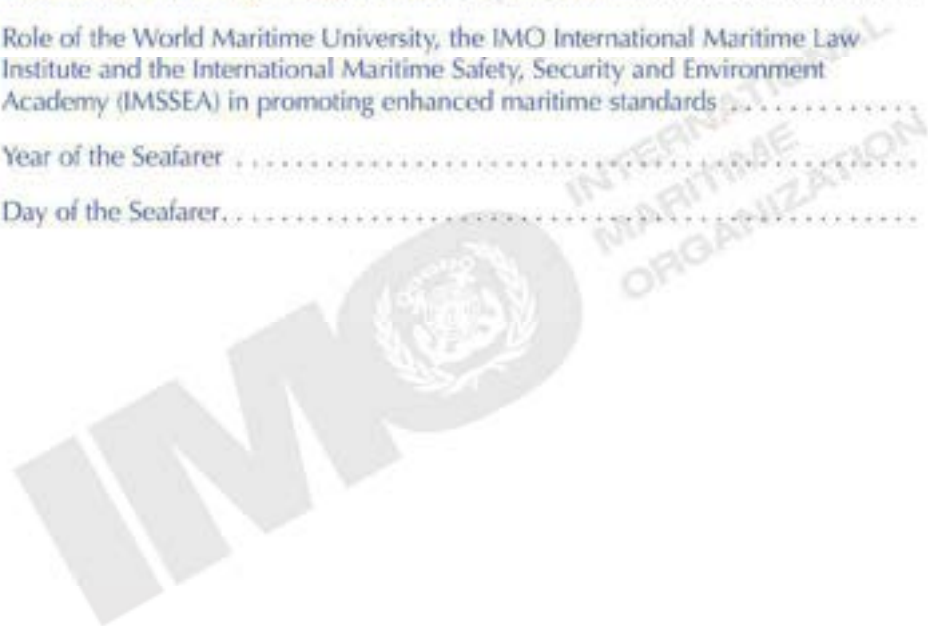 Role of the World Maritime University, the IMO International Maritime Law
Institute and the International Maritime Safety, Security and Environment
Academy (IMSSEA) in promoting enhanced maritime standards . . . . . . . . . . . . .
Year of the Seafarer . . . . . . . . . . . . . . . . . . . . . . . . . . . . . . . . . . . . . . . . . . . . . . . . .
Day of the Seafarer. . . . . . . . . . . . . . . . . . . . . . . . . . . . . . . . . . . . . . . . . . . . . . . . . .
INTERNATIONAL
MARITIME
ORGANIZATION
IMO